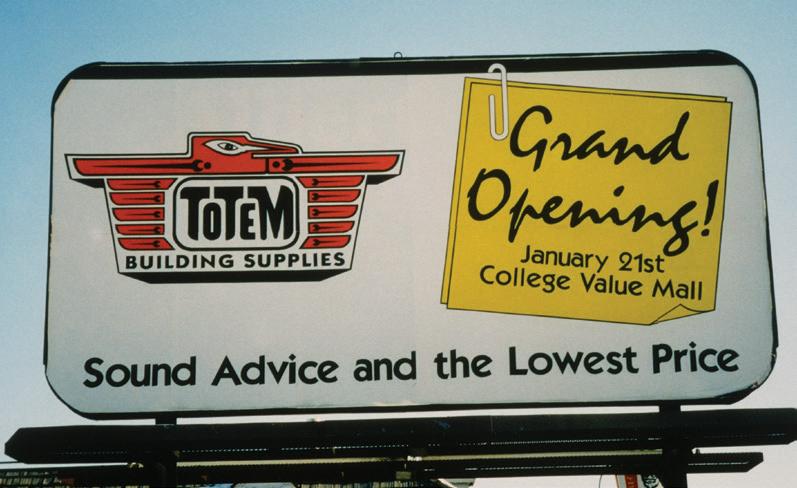 TOTEM
BUILDING SUPPLIES
Grand
Opening!
January 21st
College Value Mall
Sound Advice and the Lowest Price